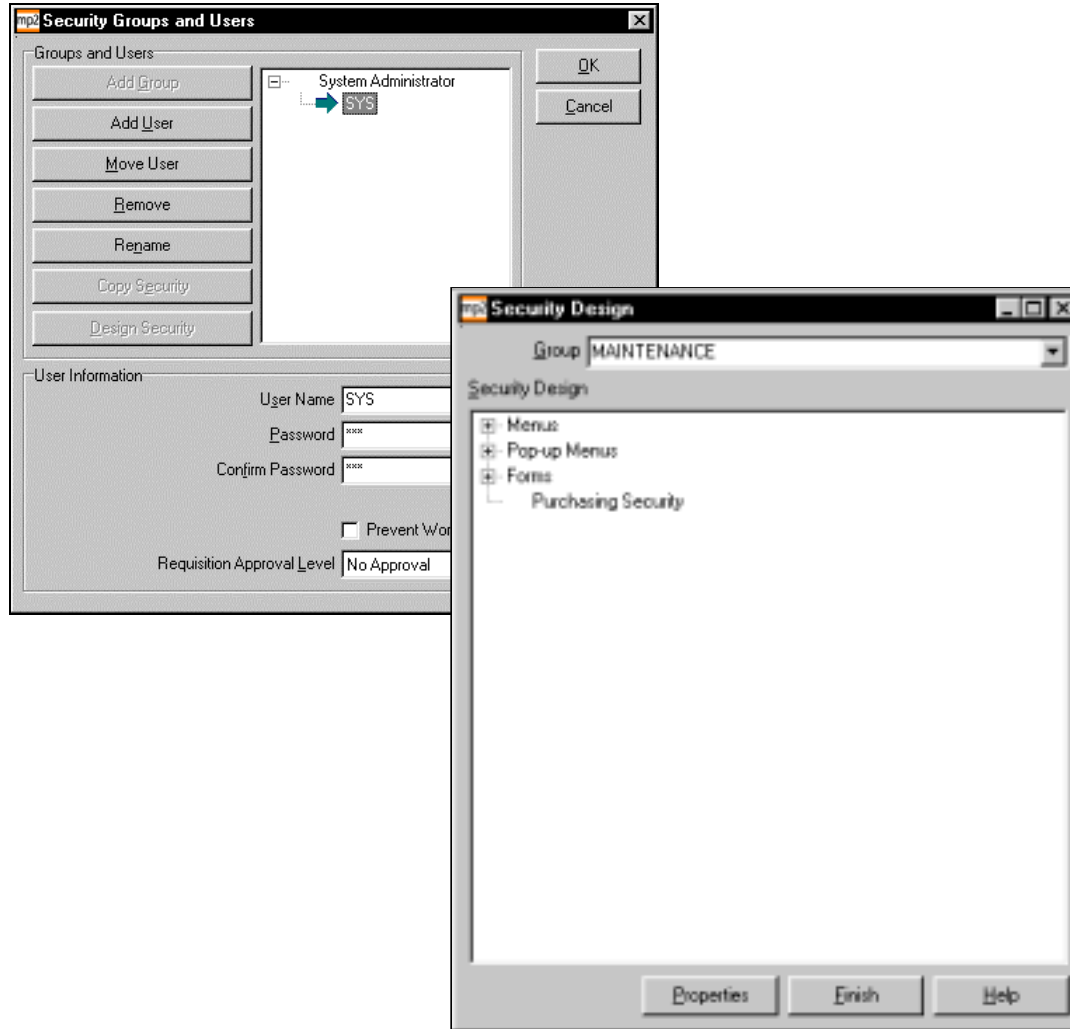 mp2 Security Groups and Users
Groups and Users
Add Group
Add User
Move User
Remove
Rename
Copy Security
Design Security
System Administrator
SYS
OK
Cancel
User Information
User Name SYS
Password ***
Confirm Password ***
Prevent Wor
Requisition Approval Level No Approval
mp2 Security Design
Group MAINTENANCE
Security Design
Menus
Pop-up Menus
Forms
Purchasing Security
Properties Finish Help